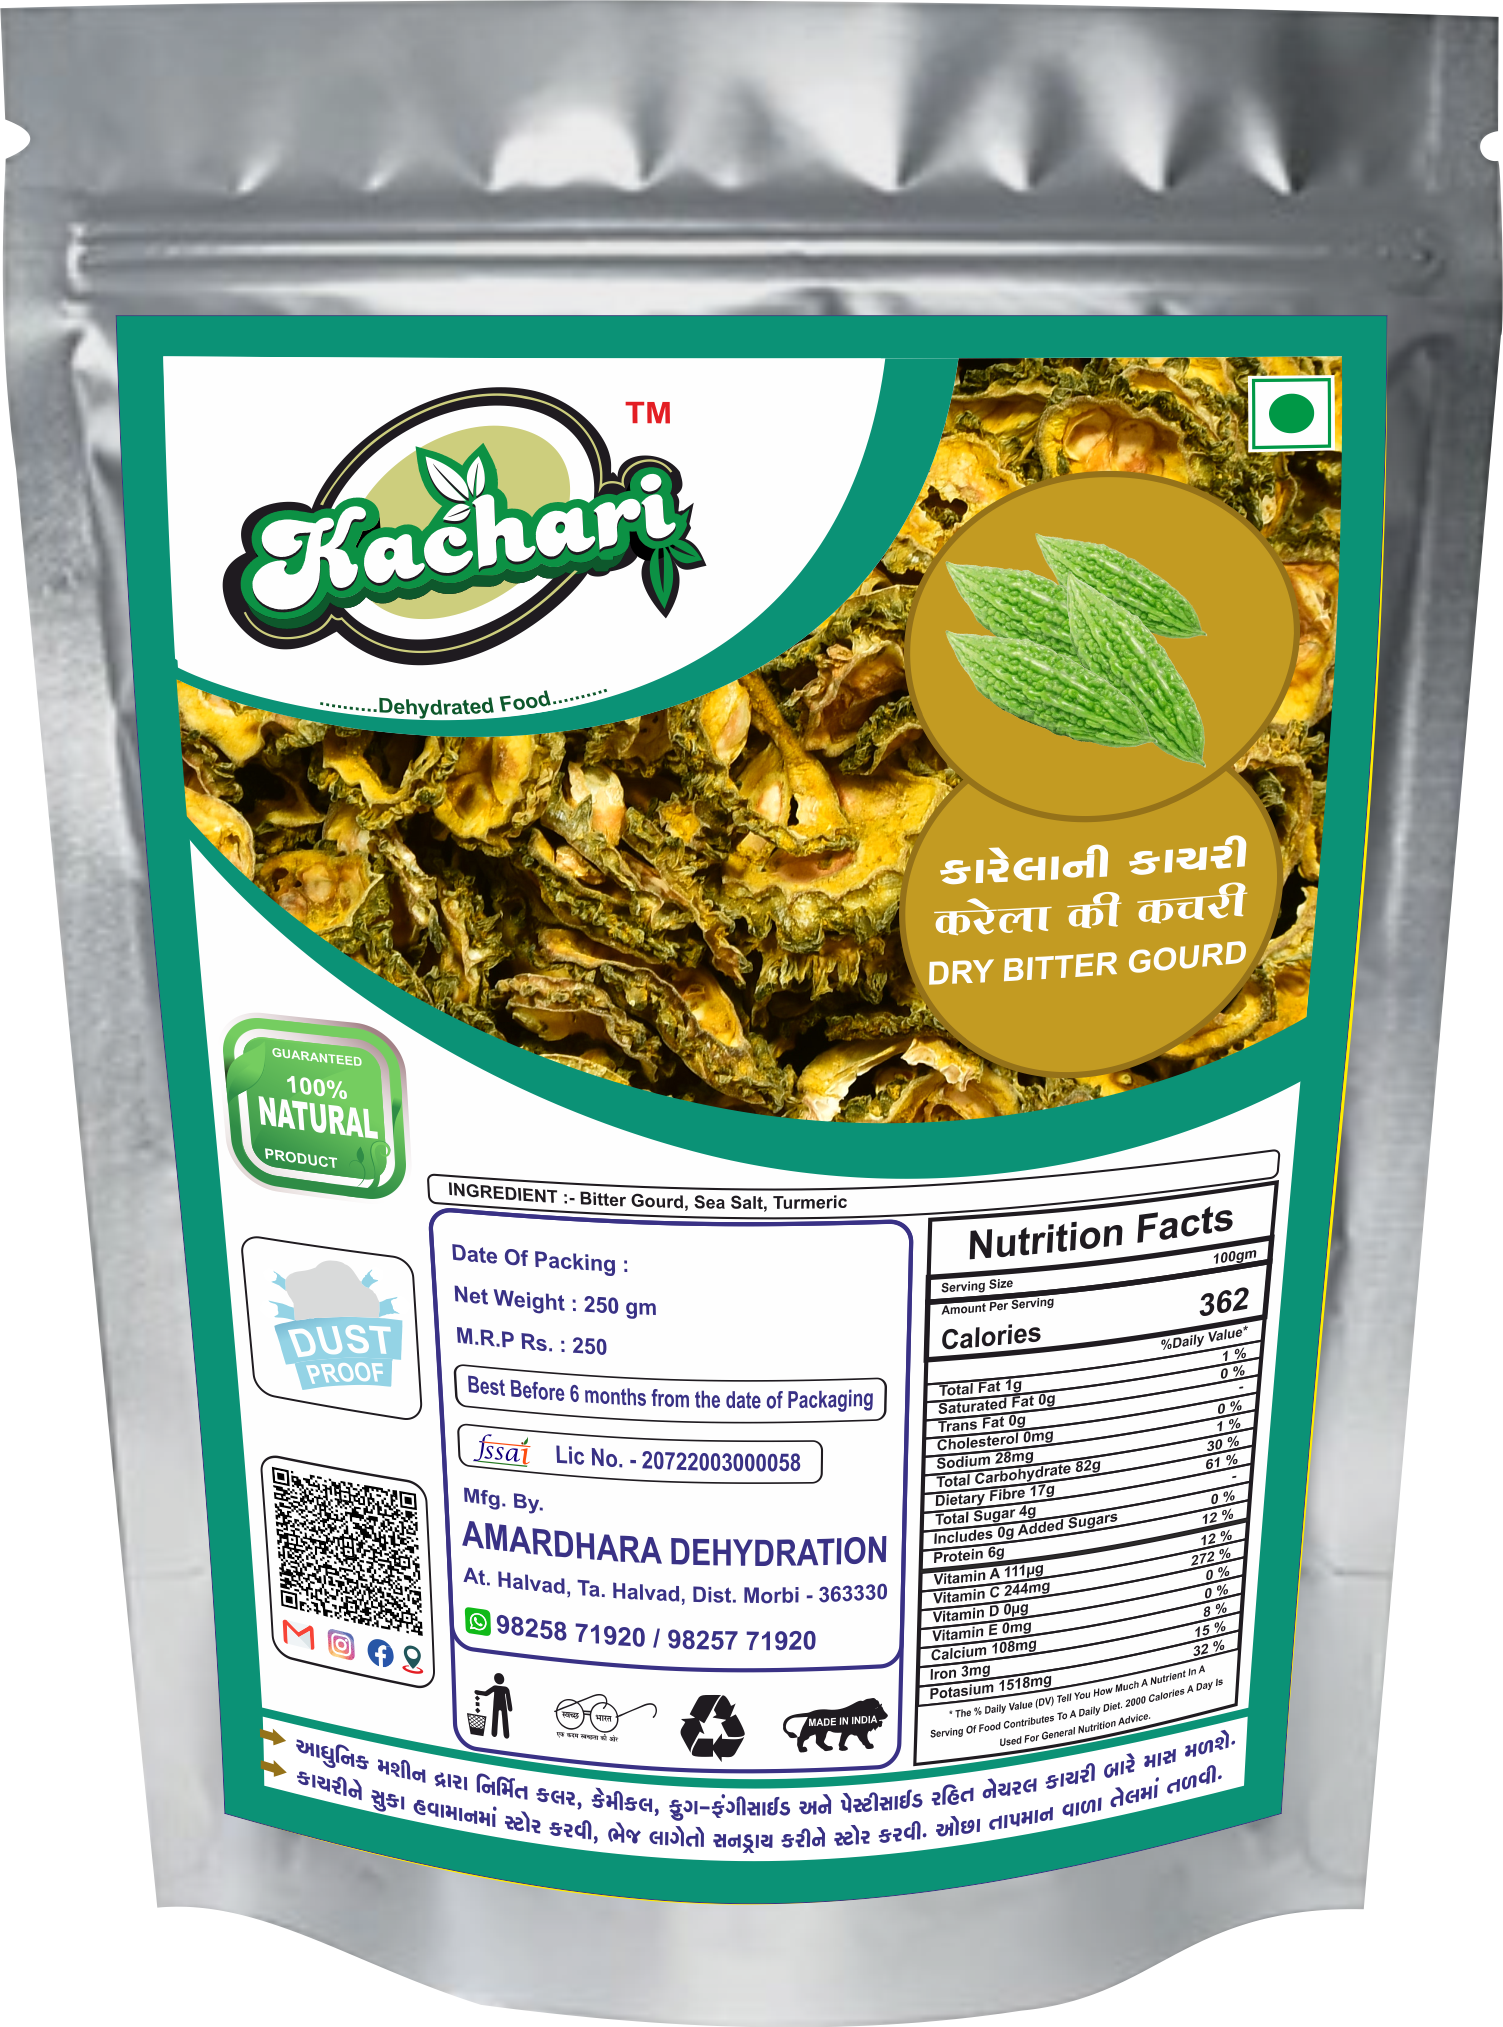 TM
Kachari
..........Dehydrated Food..........
કારેલાની કાચરી
करेला की कचरी
DRY BITTER GOURD
GUARANTEED
100%
NATURAL
PRODUCT
INGREDIENT :- Bitter Gourd, Sea Salt, Turmeric
DUST
PROOF
Date Of Packing :
Net Weight : 250 gm
M.R.P Rs. : 250
Best Before 6 months from the date of Packaging
fssai Lic No. - 20722003000058
Mfg. By.
AMARDHARA DEHYDRATION
At. Halvad, Ta. Halvad, Dist. Morbi - 363330
98258 71920 / 98257 71920
स्वच्छ भारत
एक कदम स्वच्छता की ओर
MADE IN INDIA
Nutrition Facts
Serving Size 100gm
Amount Per Serving
Calories 362
%Daily Value*
Total Fat 1g 1 %
Saturated Fat 0g 0 %
Trans Fat 0g -
Cholesterol 0mg 0 %
Sodium 28mg 1 %
Total Carbohydrate 82g 30 %
Dietary Fibre 17g 61 %
Total Sugar 4g -
Includes 0g Added Sugars 0 %
Protein 6g 12 %
Vitamin A 111µg 12 %
Vitamin C 244mg 272 %
Vitamin D 0µg 0 %
Vitamin E 0mg 0 %
Calcium 108mg 8 %
Iron 3mg 15 %
Potasium 1518mg 32 %
* The % Daily Value (DV) Tell You How Much A Nutrient In A
Serving Of Food Contributes To A Daily Diet. 2000 Calories A Day Is
Used For General Nutrition Advice.
આધુનિક મશીન દ્વારા નિર્મિત કલર, કેમીકલ, ફુગ-ફંગીસાઈડ અને પેસ્ટીસાઈડ રહિત નેચરલ કાચરી બારે માસ મળશે.
કાચરીને સુકા હવામાનમાં સ્ટોર કરવી, ભેજ લાગેતો સનડ્રાય કરીને સ્ટોર કરવી. ઓછા તાપમાન વાળા તેલમાં તળવી.